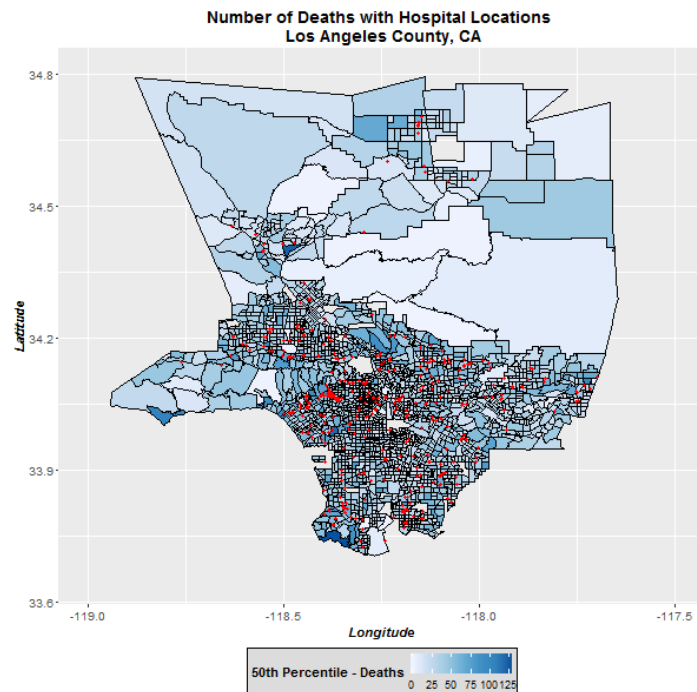 Number of Deaths with Hospital Locations
Los Angeles County, CA
34.8
34.5
34.2
33.9
33.6
Latitude
-119.0 -118.5 -118.0 -117.5
Longitude
50th Percentile - Deaths
0 25 50 75 100 125